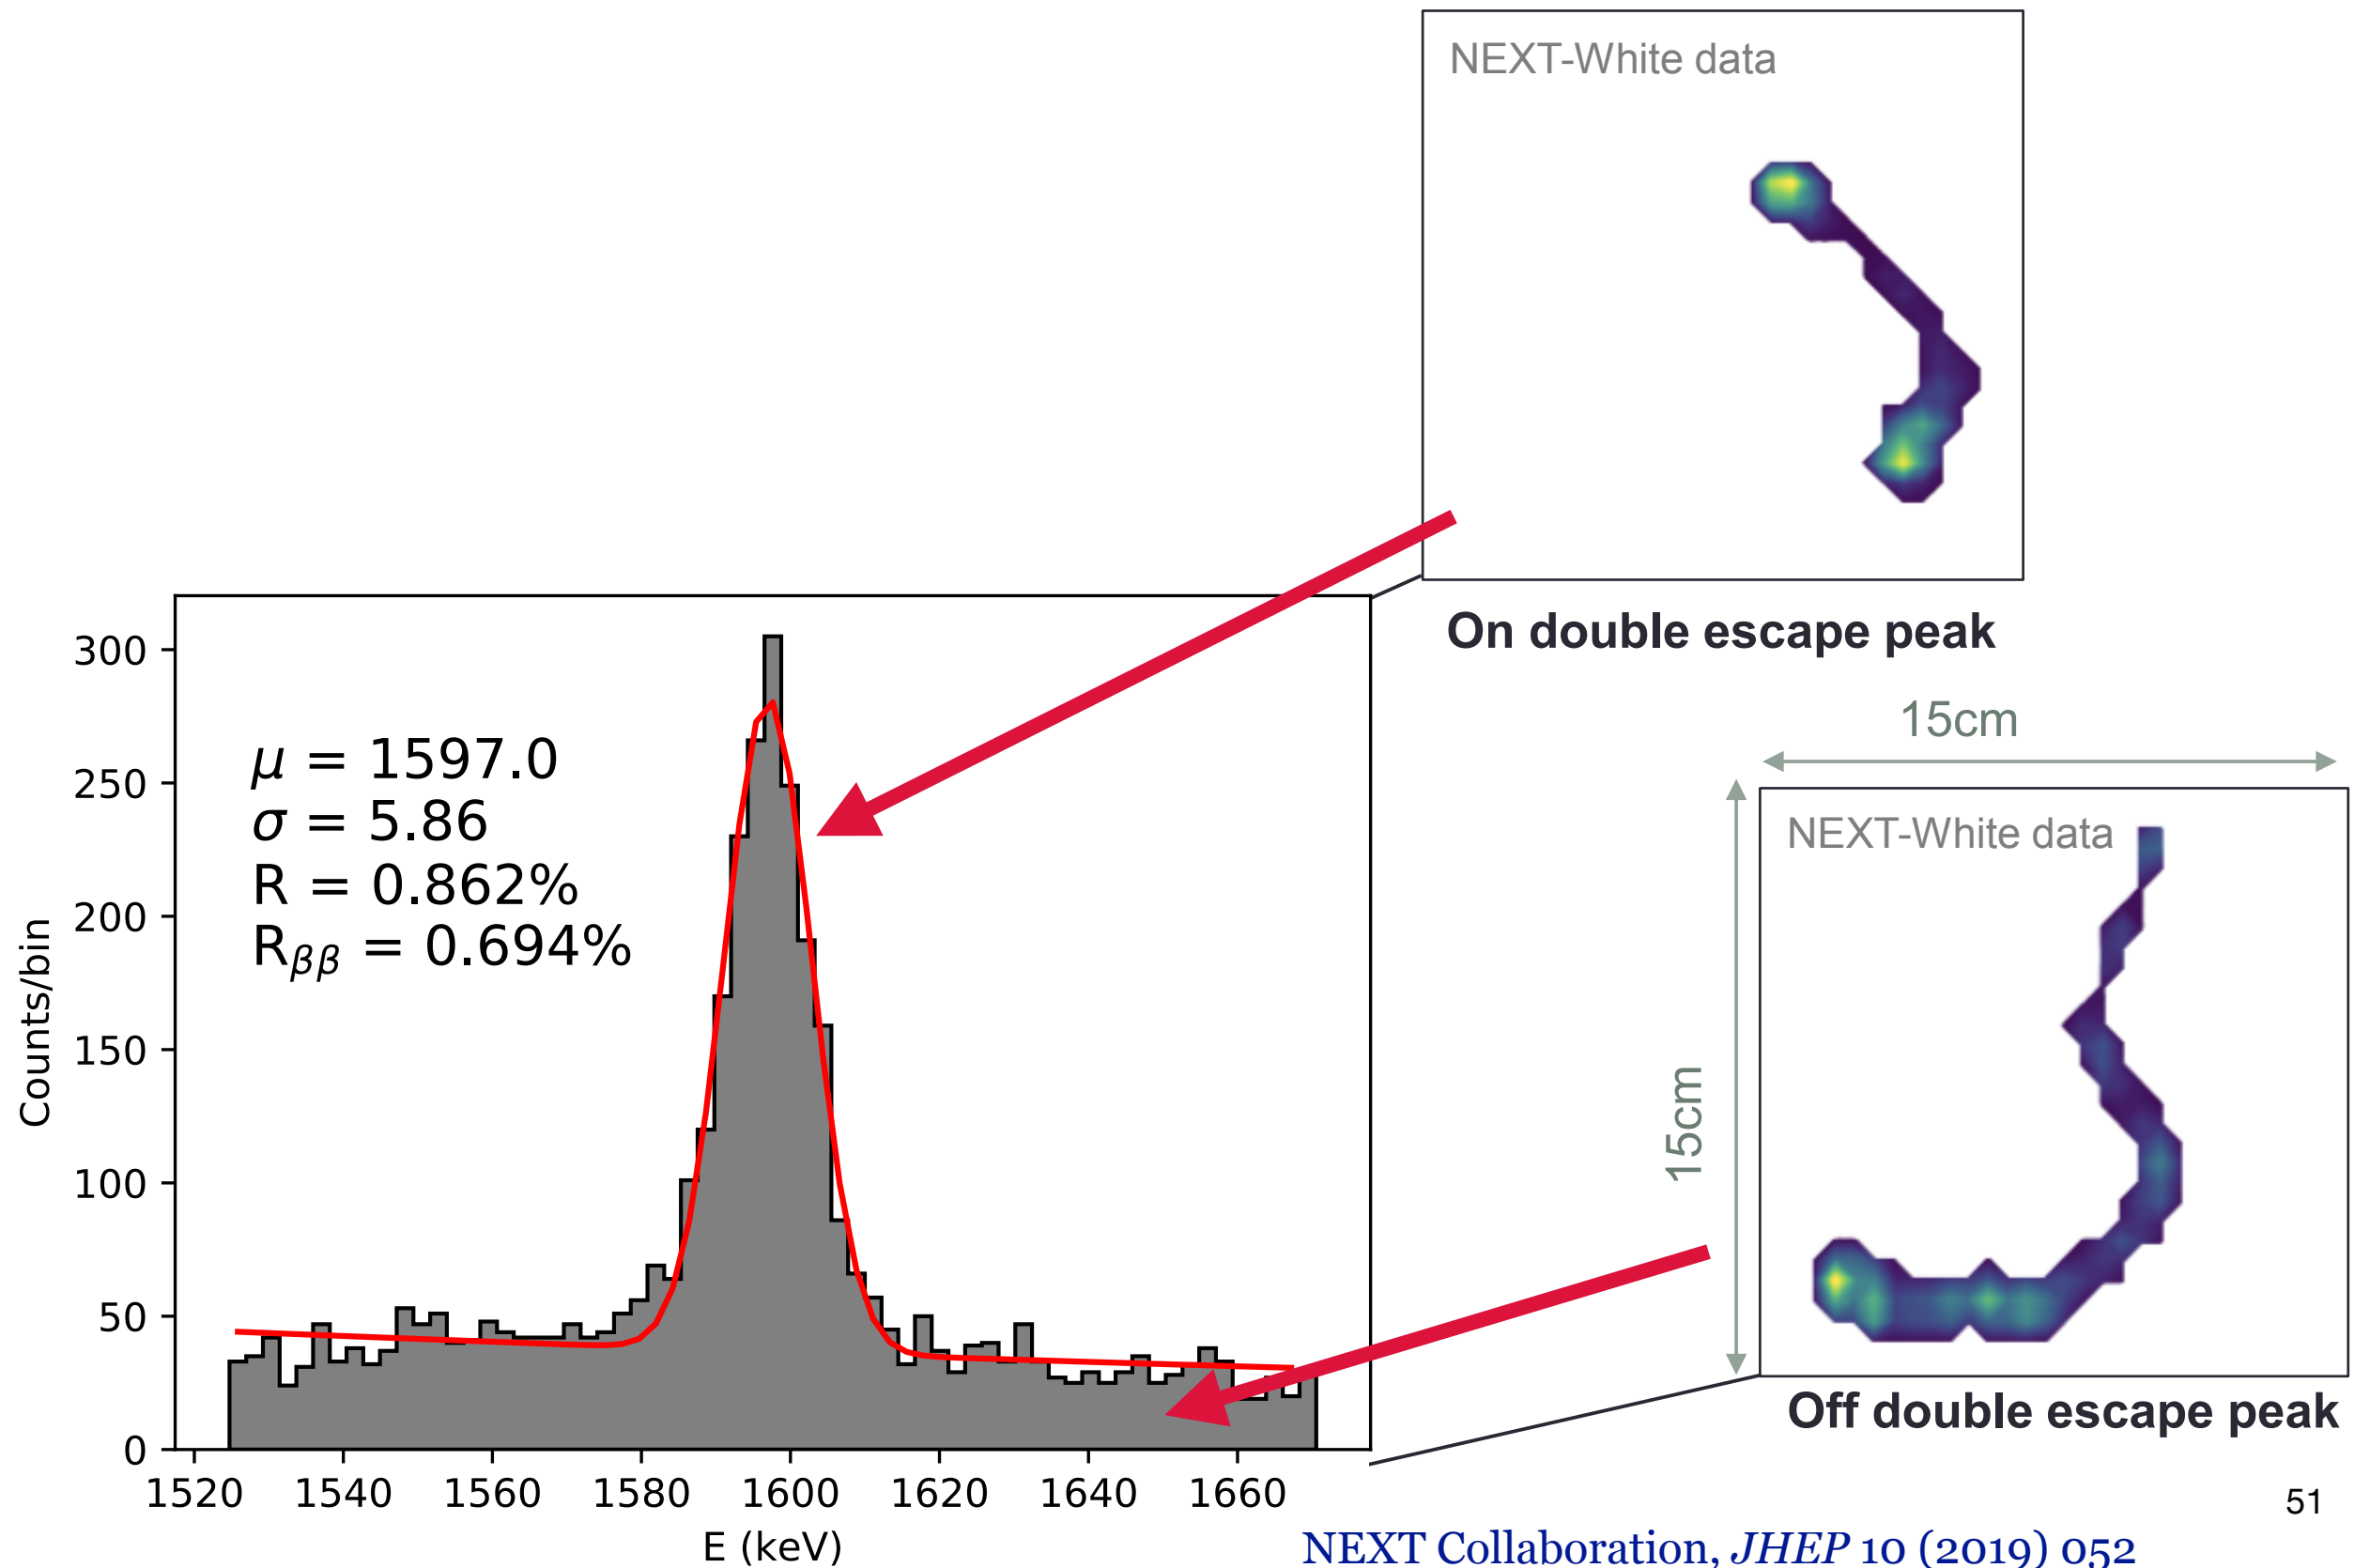 NEXT-White data
On double escape peak
15cm
15cm
NEXT-White data
Off double escape peak
μ = 1597.0
σ = 5.86
R = 0.862%
Rββ = 0.694%
Counts/bin
300
250
200
150
100
50
0
1520 1540 1560 1580 1600 1620 1640 1660
E (keV)
51
NEXT Collaboration, JHEP 10 (2019) 052